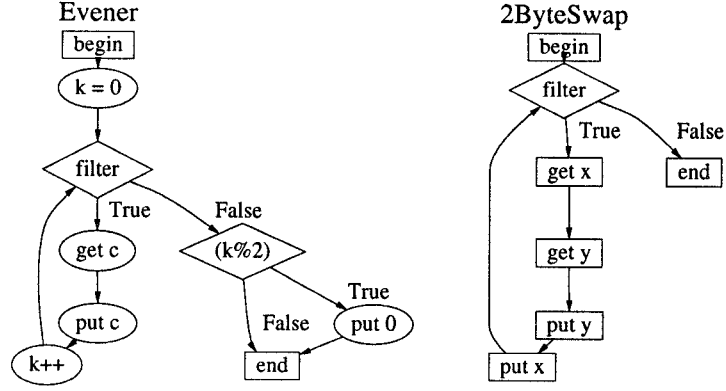 Evener
begin
k = 0
filter
True
False
get c
(k%2)
True
put c
False
put 0
k++
end
2ByteSwap
begin
filter
True
False
get x
end
get y
put y
put x